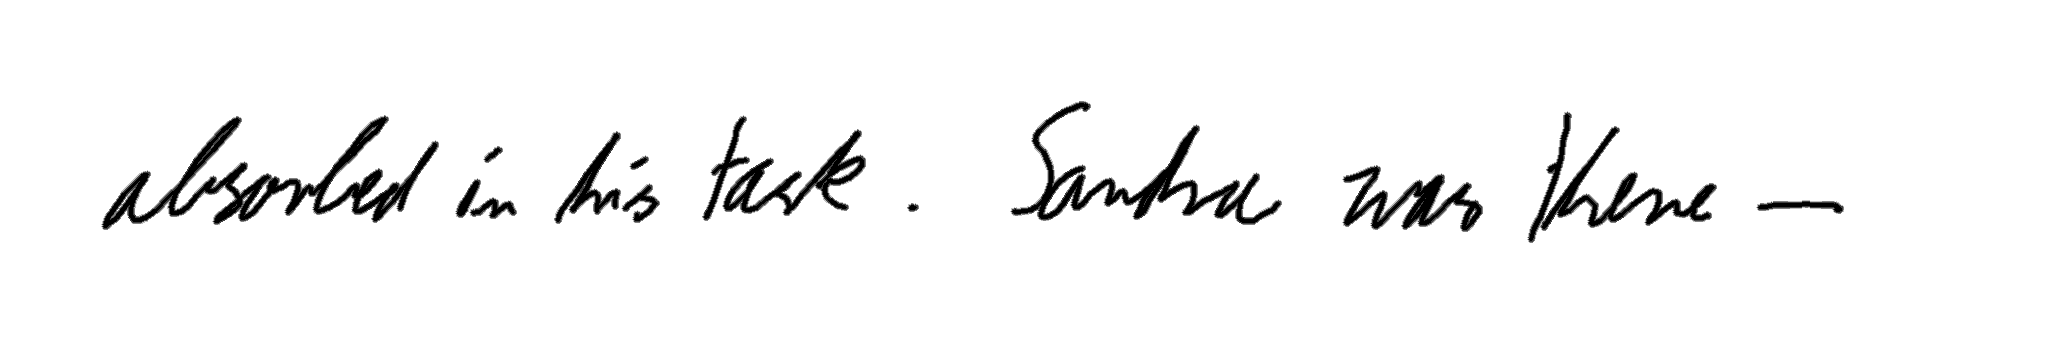 absorbed in his task. Sandra was there -